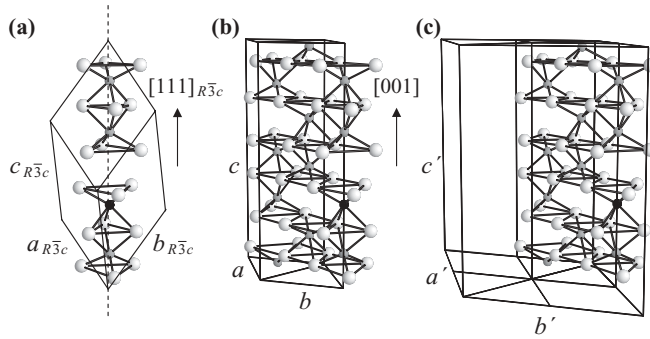 (a)
(b)
(c)
[111]R3̅c
[001]
cR3̅c
c
c´
aR3̅c
bR3̅c
a
b
a´
b´